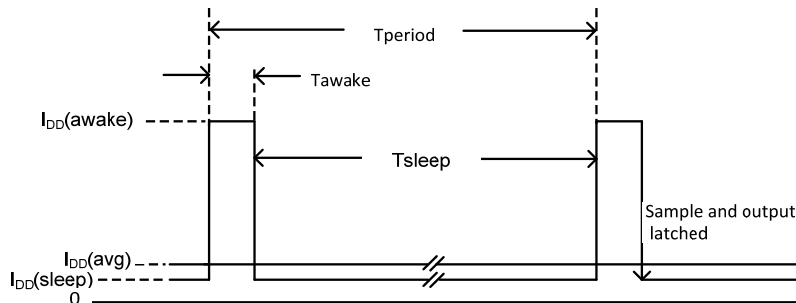 Tperiod
Tawake
IDD(awake)
Tsleep
Sample and output
latched
IDD(avg)
IDD(sleep)
0